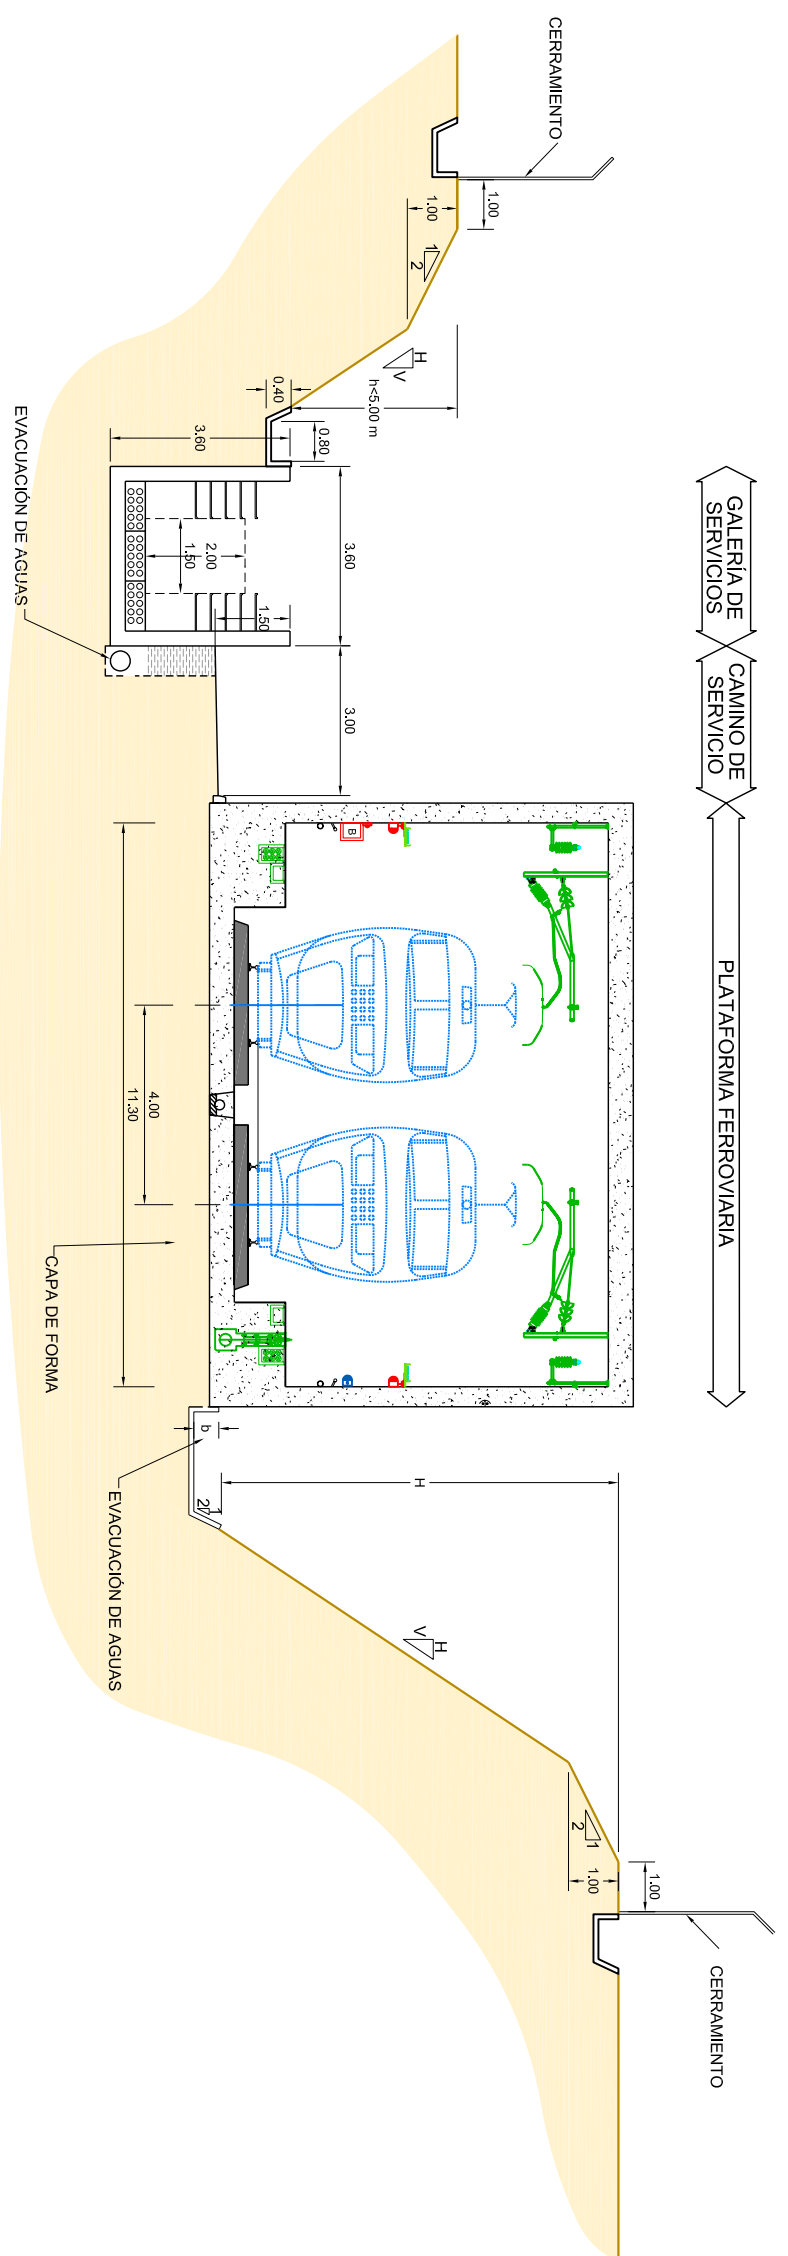 GALERÍA DE
SERVICIOS
CAMINO DE
SERVICIO
PLATAFORMA FERROVIARIA
CERRAMIENTO
1.00
1.00
1
2
H
V
h<5.00 m
0.40
0.80
3.60
3.60
2.00
1.50
1.50
3.00
EVACUACIÓN DE AGUAS
B
4.00
11.30
CAPA DE FORMA
b
EVACUACIÓN DE AGUAS
1
2
H
H
V
1
2
1.00
1.00
CERRAMIENTO